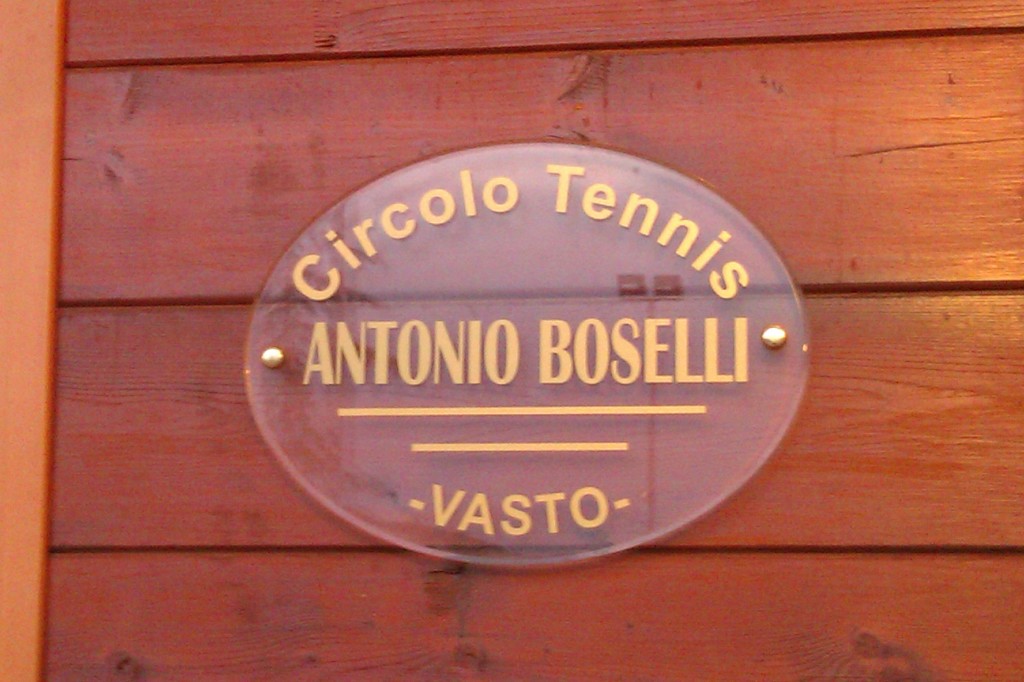 Circolo Tennis
ANTONIO BOSELLI
-VASTO-